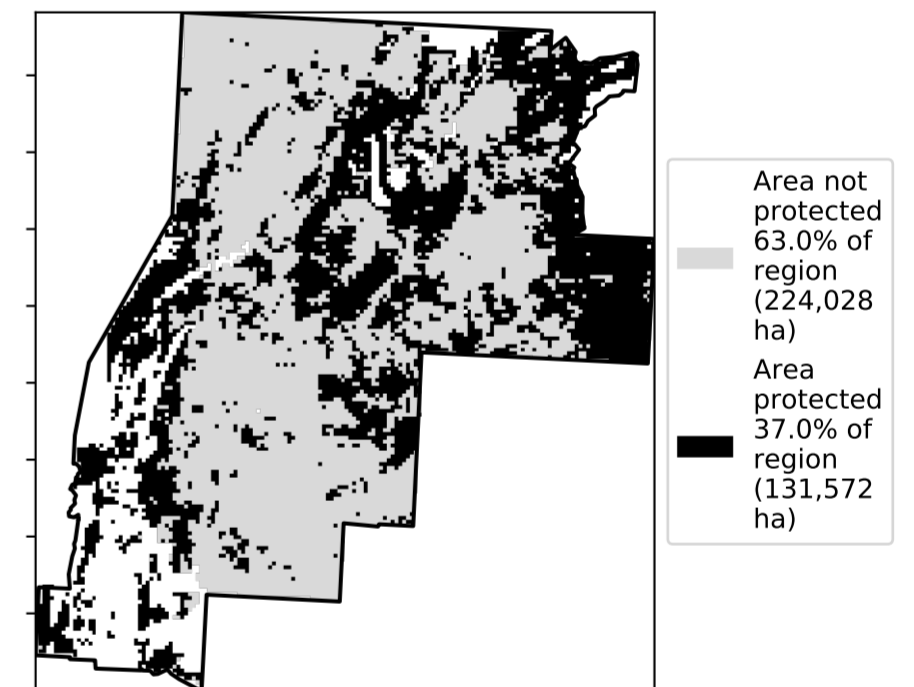 Area not
protected
63.0% of
region
(224,028
ha)
Area
protected
37.0% of
region
(131,572
ha)